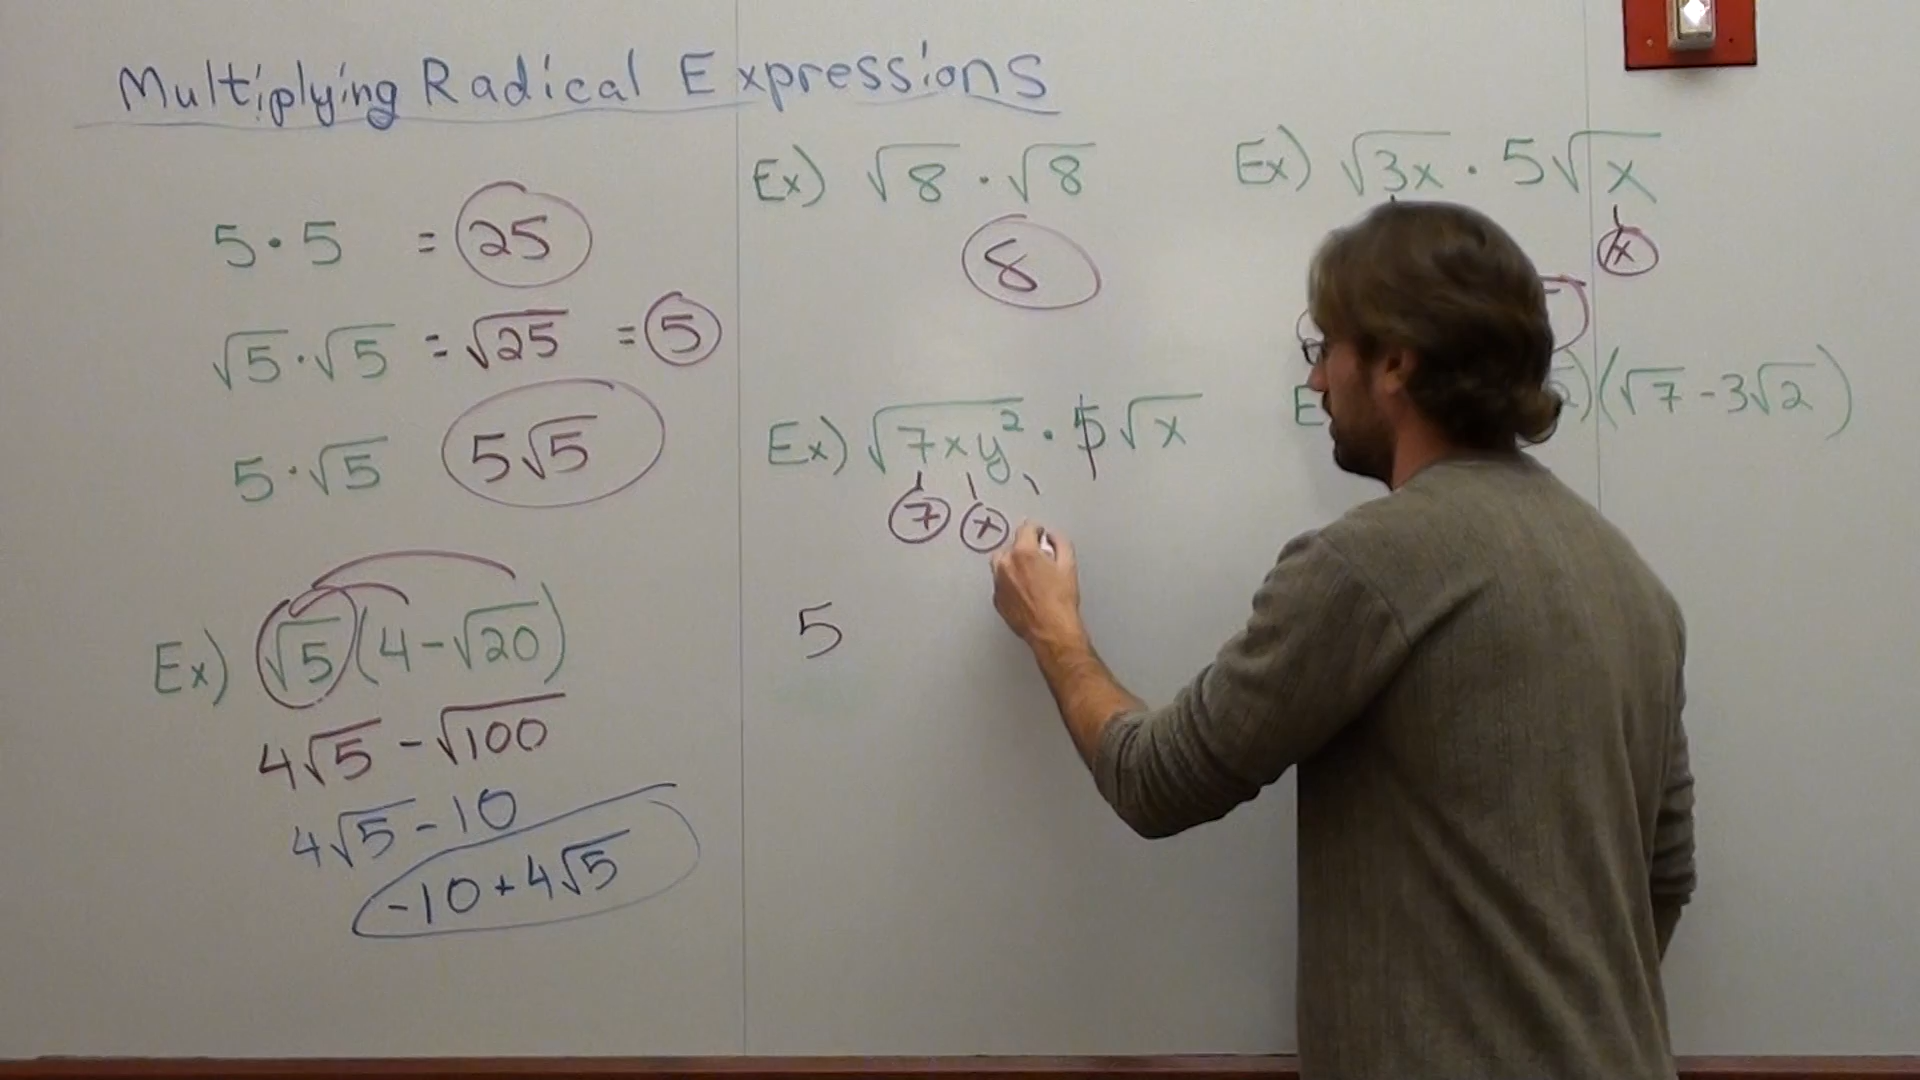 Multiplying Radical Expressions
5 · 5 = 25
√5 · √5 = √25 = 5
5 · √5 5√5
Ex) √5 (4 - √20)
4√5 - √100
4√5 - 10
-10 + 4√5
Ex) √8 · √8
8
Ex) √7xy² · 5√x
7 x
5
Ex) √3x · 5√x
x
E )(√7 - 3√2)